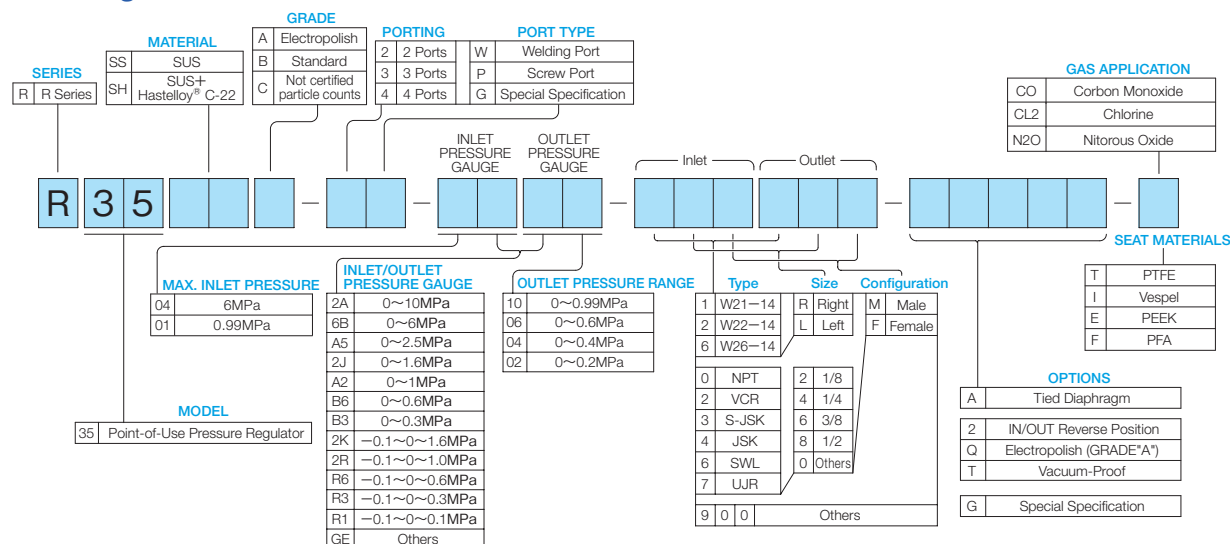 GRADE
A Electropolish
B Standard
C Not certified particle counts
PORTING
2 2 Ports
3 3 Ports
4 4 Ports
PORT TYPE
W Welding Port
P Screw Port
G Special Specification
MATERIAL
SS SUS
SH SUS+ Hastelloy® C-22
SERIES
R R Series
GAS APPLICATION
CO Corbon Monoxide
CL2 Chlorine
N2O Nitorous Oxide
INLET PRESSURE GAUGE
OUTLET PRESSURE GAUGE
Inlet
Outlet
R 3 5 — — — — —
MAX. INLET PRESSURE
04 6MPa
01 0.99MPa
MODEL
35 Point-of-Use Pressure Regulator
INLET/OUTLET PRESSURE GAUGE
2A 0~10MPa
6B 0~6MPa
A5 0~2.5MPa
2J 0~1.6MPa
A2 0~1MPa
B6 0~0.6MPa
B3 0~0.3MPa
2K −0.1~0~1.6MPa
2R −0.1~0~1.0MPa
R6 −0.1~0~0.6MPa
R3 −0.1~0~0.3MPa
R1 −0.1~0~0.1MPa
GE Others
OUTLET PRESSURE RANGE
10 0~0.99MPa
06 0~0.6MPa
04 0~0.4MPa
02 0~0.2MPa
Type Size Configuration
1 W21−14 R Right M Male
2 W22−14 L Left F Female
6 W26−14
0 NPT 2 1/8
2 VCR 4 1/4
3 S-JSK 6 3/8
4 JSK 8 1/2
6 SWL 0 Others
7 UJR
9 0 0 Others
SEAT MATERIALS
T PTFE
I Vespel
E PEEK
F PFA
OPTIONS
A Tied Diaphragm
2 IN/OUT Reverse Position
Q Electropolish (GRADE"A")
T Vacuum-Proof
G Special Specification